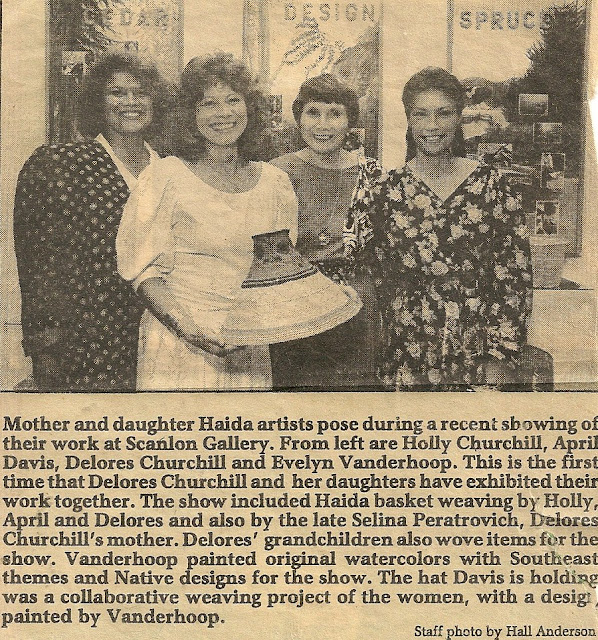 CEDAR DESIGN SPRUCE
Mother and daughter Haida artists pose during a recent showing of
their work at Scanlon Gallery. From left are Holly Churchill, April
Davis, Delores Churchill and Evelyn Vanderhoop. This is the first
time that Delores Churchill and her daughters have exhibited their
work together. The show included Haida basket weaving by Holly,
April and Delores and also by the late Selina Peratrovich, Delores
Churchill's mother. Delores' grandchildren also wove items for the
show. Vanderhoop painted original watercolors with Southeast
themes and Native designs for the show. The hat Davis is holding
was a collaborative weaving project of the women, with a design
painted by Vanderhoop.
Staff photo by Hall Anderson